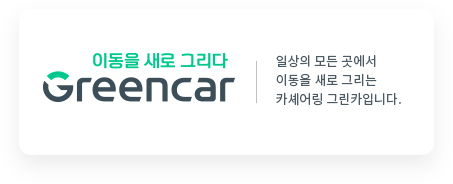 이동을 새로 그리다
Greencar
일상의 모든 곳에서
이동을 새로 그리는
카셰어링 그린카입니다.